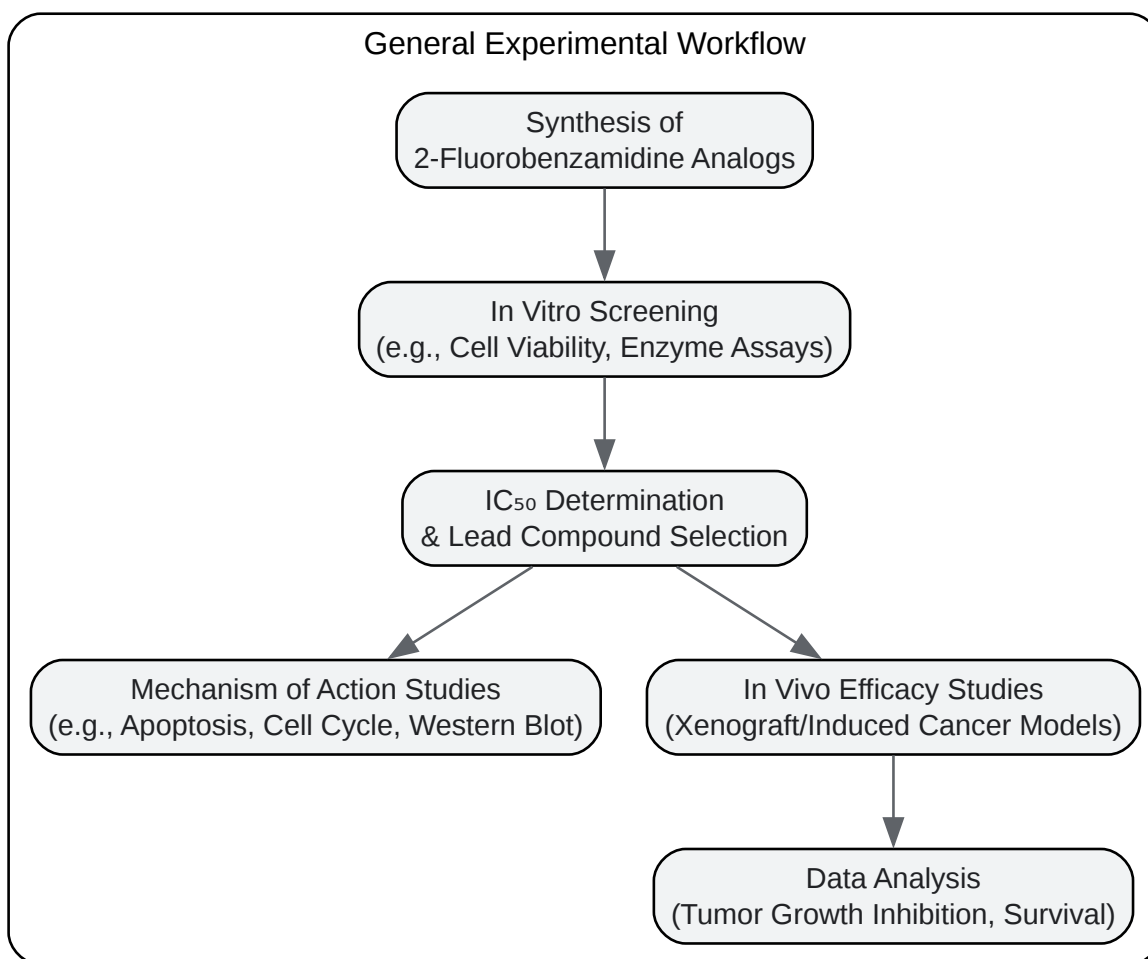 General Experimental Workflow
Synthesis of
2-Fluorobenzamidine Analogs
In Vitro Screening
(e.g., Cell Viability, Enzyme Assays)
IC₅₀ Determination
& Lead Compound Selection
Mechanism of Action Studies
(e.g., Apoptosis, Cell Cycle, Western Blot)
In Vivo Efficacy Studies
(Xenograft/Induced Cancer Models)
Data Analysis
(Tumor Growth Inhibition, Survival)